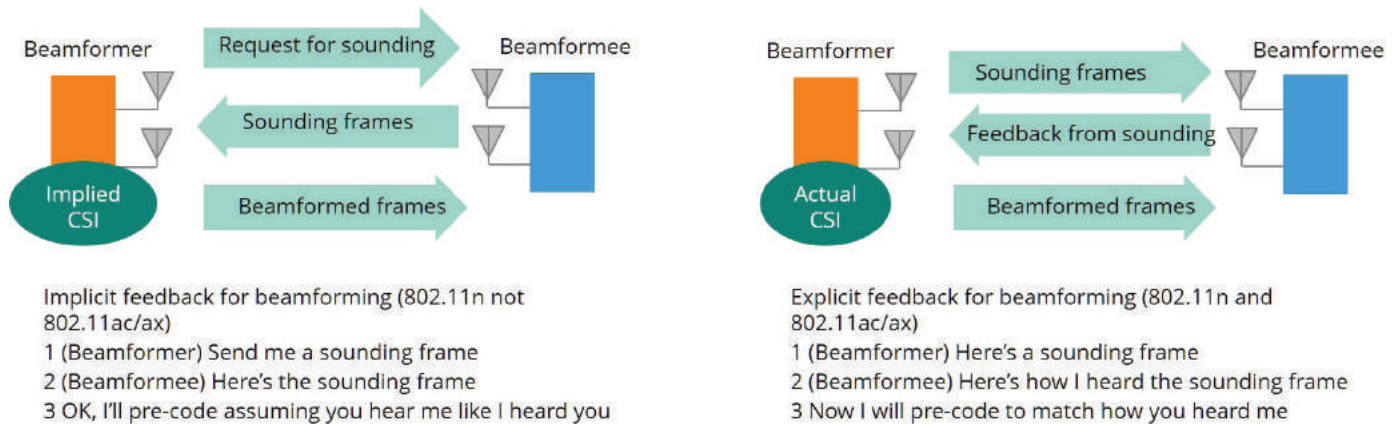 Beamformer
Request for sounding
Beamformee
Sounding frames
Implied
CSI
Beamformed frames
Implicit feedback for beamforming (802.11n not
802.11ac/ax)
1 (Beamformer) Send me a sounding frame
2 (Beamformee) Here’s the sounding frame
3 OK, I’ll pre-code assuming you hear me like I heard you
Beamformer
Beamformee
Sounding frames
Feedback from sounding
Actual
CSI
Beamformed frames
Explicit feedback for beamforming (802.11n and
802.11ac/ax)
1 (Beamformer) Here’s a sounding frame
2 (Beamformee) Here’s how I heard the sounding frame
3 Now I will pre-code to match how you heard me